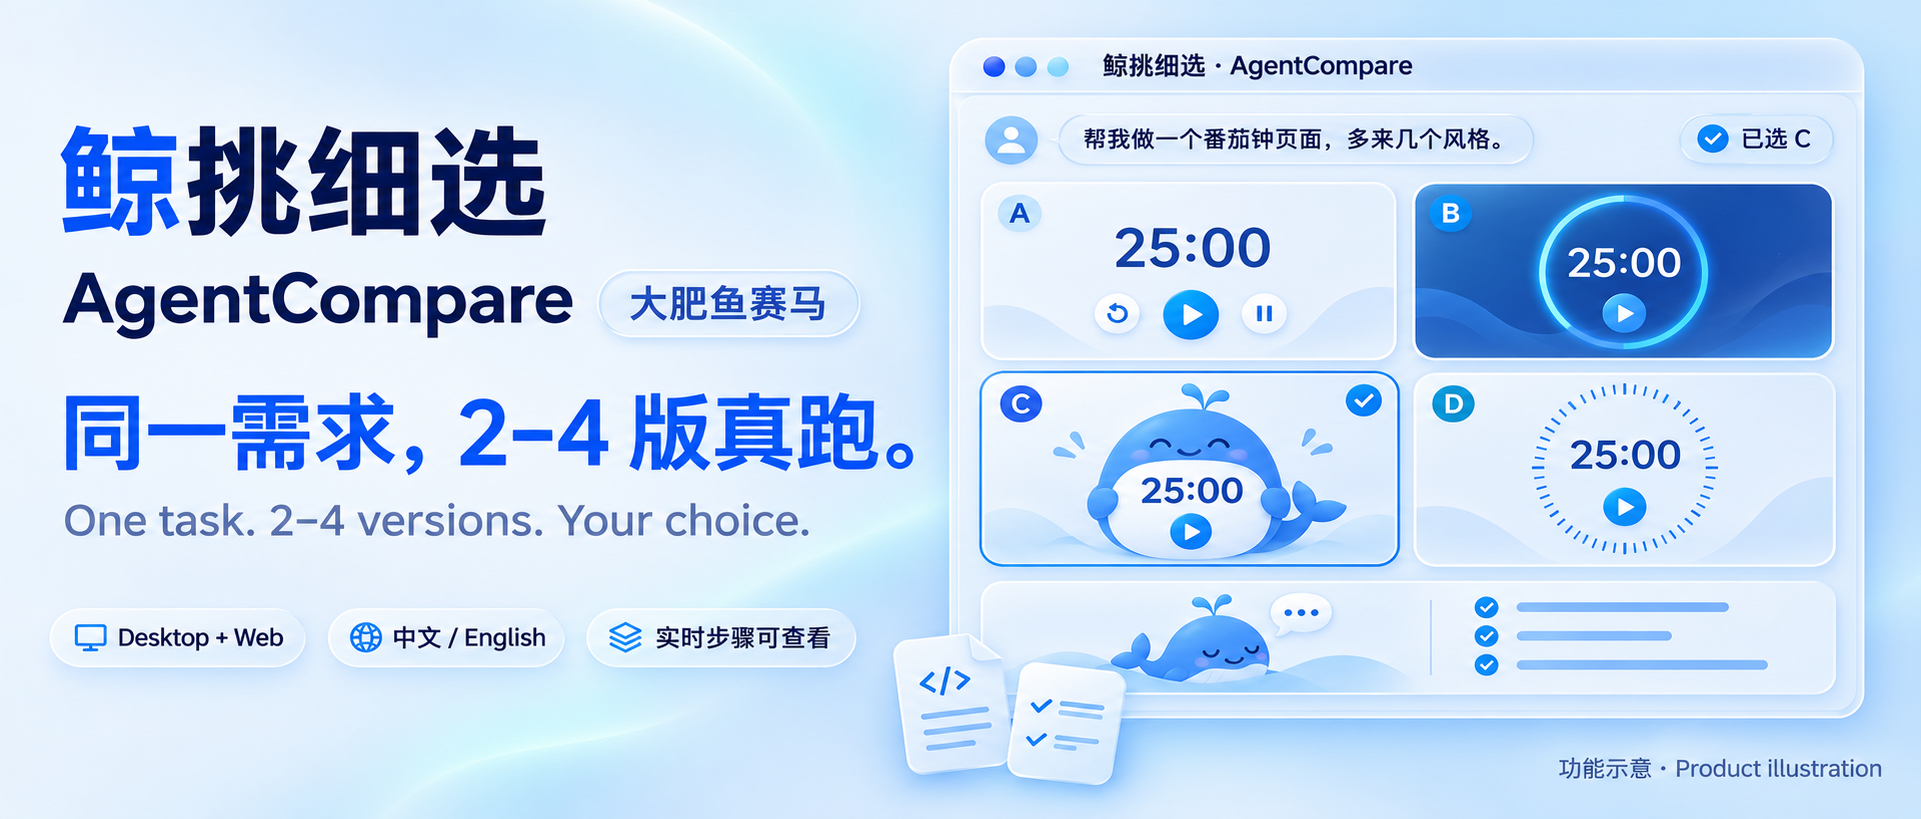 鲸挑细选
AgentCompare
大肥鱼赛马
同一需求，2–4 版真跑。
One task. 2–4 versions. Your choice.
Desktop + Web
中文 / English
实时步骤可查看
鲸挑细选 · AgentCompare
帮我做一个番茄钟页面，多来几个风格。
已选 C
A
25:00
B
25:00
C
25:00
D
25:00
</>
功能示意 · Product illustration